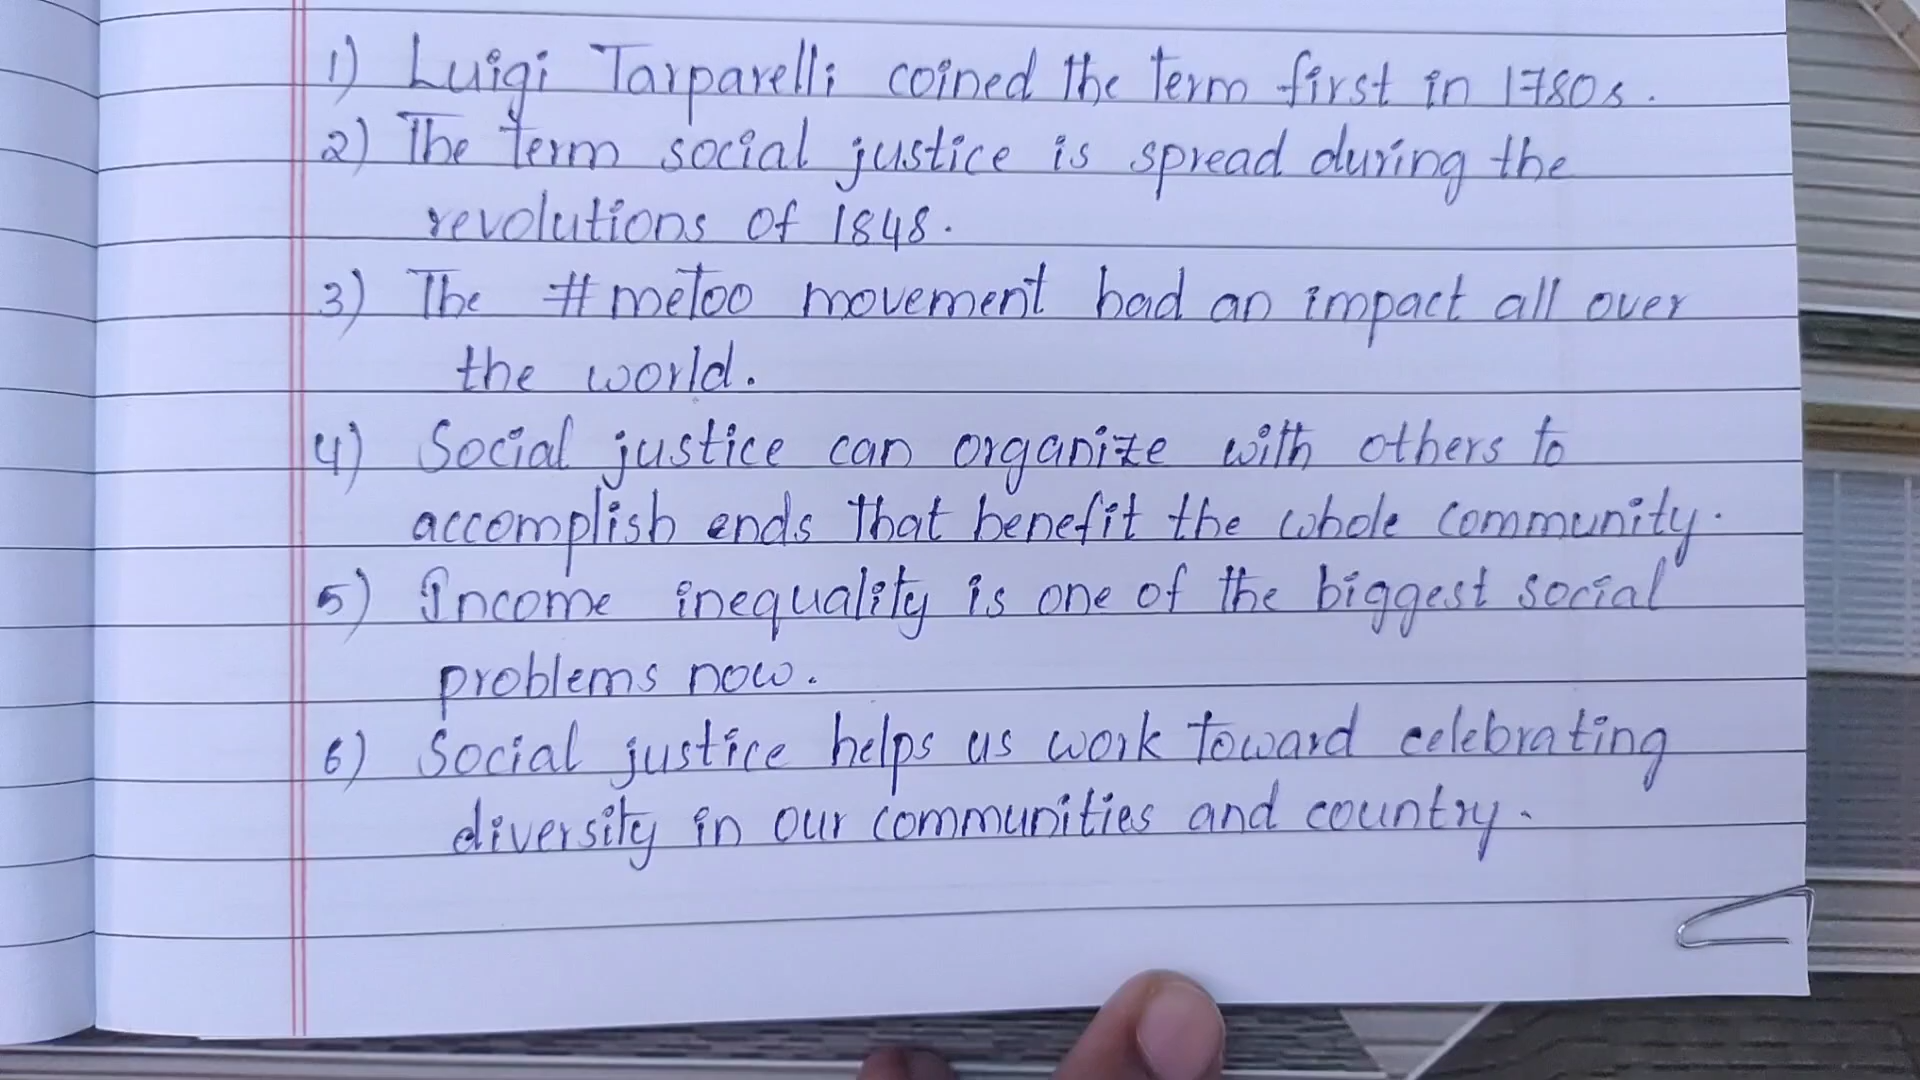 1) Luigi Tarparelli coined the term first in 1780s.
2) The term social justice is spread during the
revolutions of 1848.
3) The #metoo movement had an impact all over
the world.
4) Social justice can organize with others to
accomplish ends that benefit the whole community.
5) Income inequality is one of the biggest social
problems now.
6) Social justice helps us work toward celebrating
diversity in our communities and country.